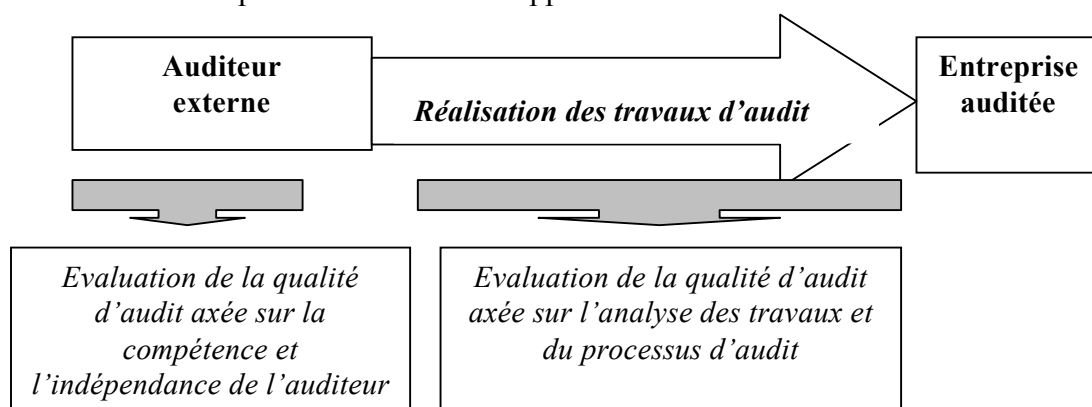 Auditeur
externe
Réalisation des travaux d’audit
Entreprise
auditée
Evaluation de la qualité
d’audit axée sur la
compétence et
l’indépendance de l’auditeur
Evaluation de la qualité d’audit
axée sur l’analyse des travaux et
du processus d’audit